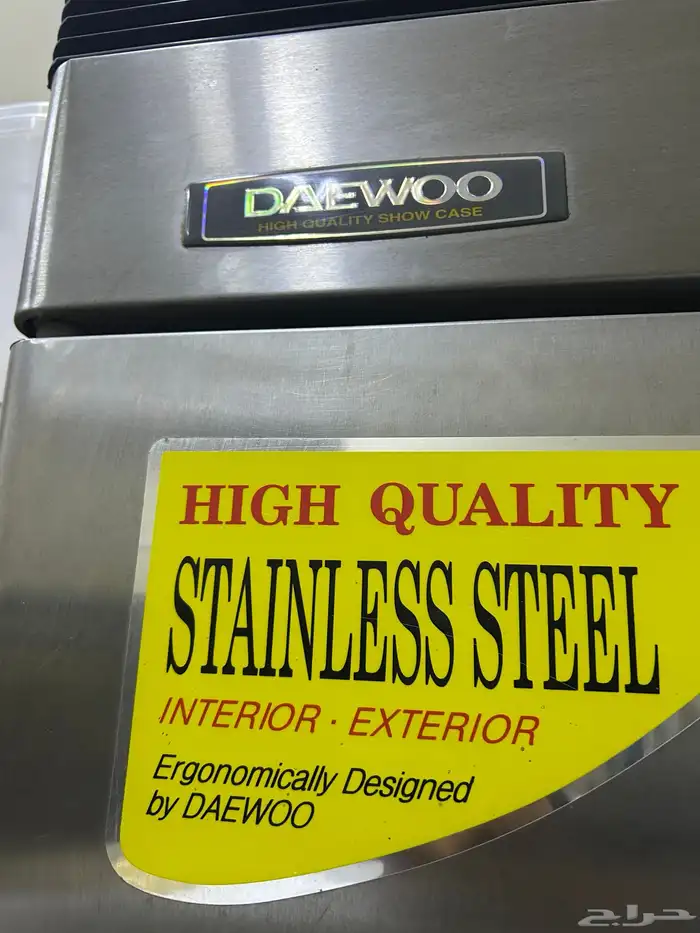 DAEWOO
HIGH QUALITY SHOW CASE
HIGH QUALITY
STAINLESS STEEL
INTERIOR · EXTERIOR
Ergonomically Designed
by DAEWOO
حراج